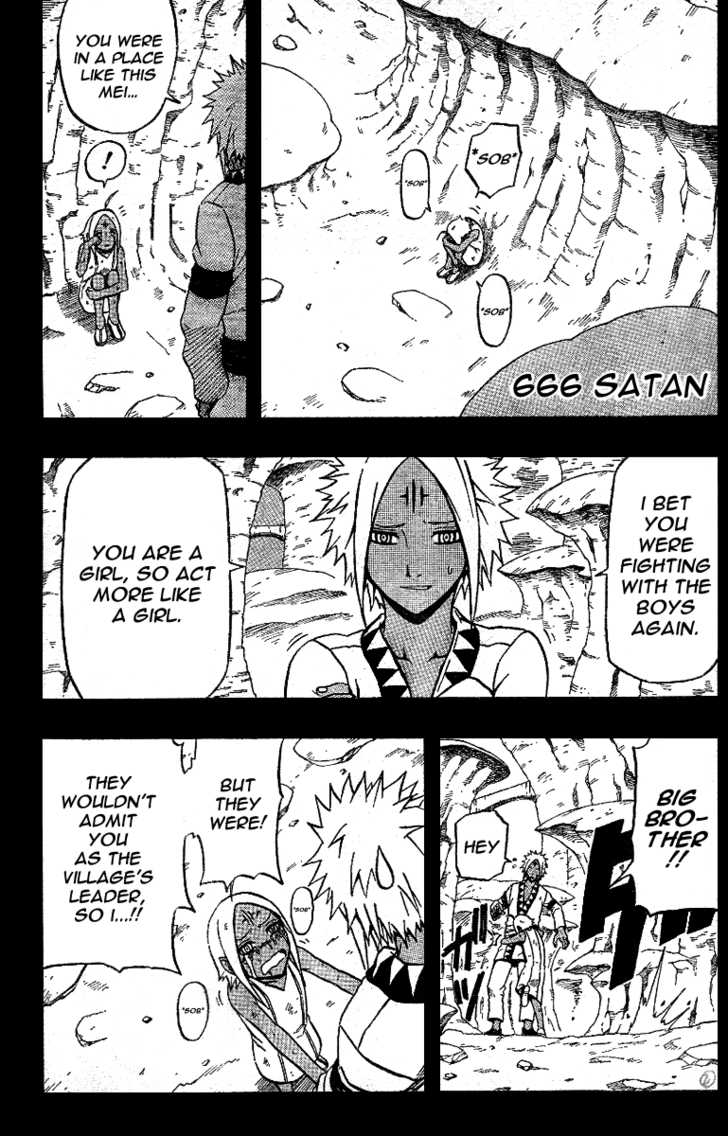 *SOB*
*SOB*
*SOB*
666 SATAN
YOU WERE
IN A PLACE
LIKE THIS
MEI...
!
I BET
YOU
WERE
FIGHTING
WITH THE
BOYS
AGAIN.
YOU ARE A
GIRL, SO ACT
MORE LIKE
A GIRL.
BIG
BRO-
THER
!!
HEY
BUT
THEY
WERE!
THEY
WOULDN'T
ADMIT
YOU
AS THE
VILLAGE'S
LEADER,
SO I...!!
*SOB*
*SOB*